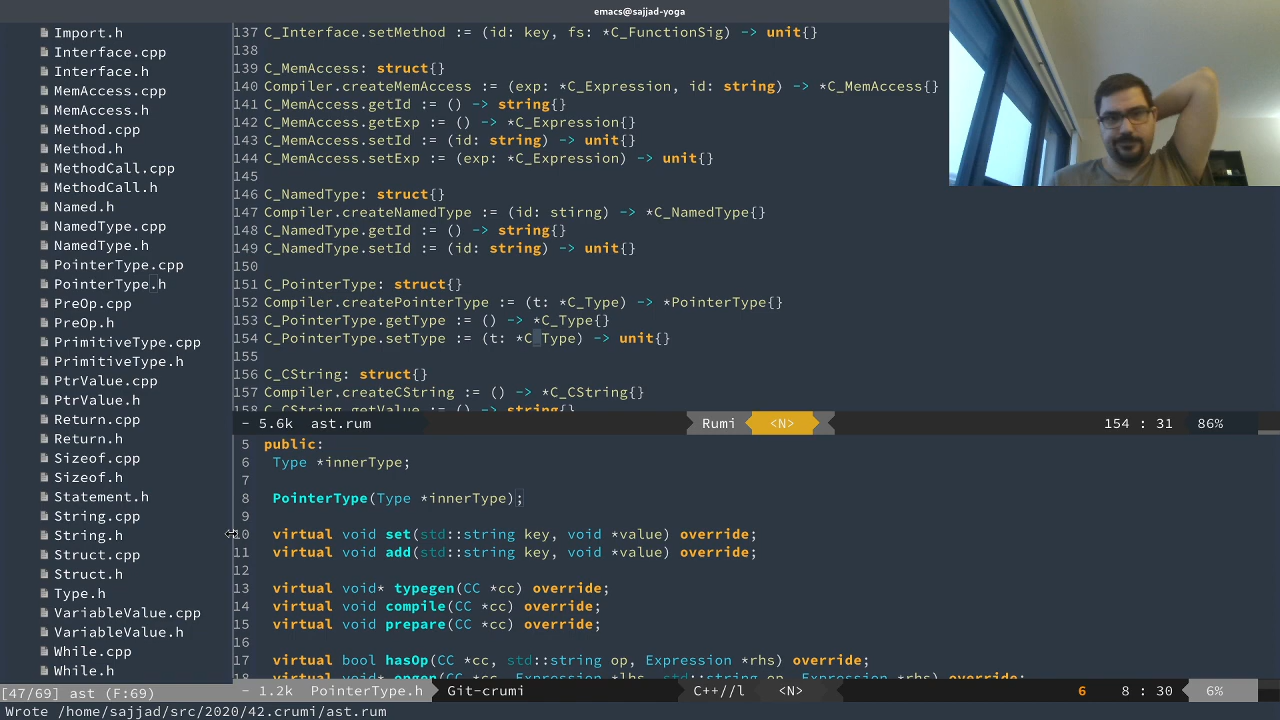 emacs@sajjad-yoga
Import.h
Interface.cpp
Interface.h
MemAccess.cpp
MemAccess.h
Method.cpp
Method.h
MethodCall.cpp
MethodCall.h
Named.h
NamedType.cpp
NamedType.h
PointerType.cpp
PointerType.h
PreOp.cpp
PreOp.h
PrimitiveType.cpp
PrimitiveType.h
PtrValue.cpp
PtrValue.h
Return.cpp
Return.h
Sizeof.cpp
Sizeof.h
Statement.h
String.cpp
String.h
Struct.cpp
Struct.h
Type.h
VariableValue.cpp
VariableValue.h
While.cpp
While.h
[47/69] ast (F:69)
137 C_Interface.setMethod := (id: key, fs: *C_FunctionSig) -> unit{}
138
139 C_MemAccess: struct{}
140 Compiler.createMemAccess := (exp: *C_Expression, id: string) -> *C_MemAccess{}
141 C_MemAccess.getId := () -> string{}
142 C_MemAccess.getExp := () -> *C_Expression{}
143 C_MemAccess.setId := (id: string) -> unit{}
144 C_MemAccess.setExp := (exp: *C_Expression) -> unit{}
145
146 C_NamedType: struct{}
147 Compiler.createNamedType := (id: stirng) -> *C_NamedType{}
148 C_NamedType.getId := () -> string{}
149 C_NamedType.setId := (id: string) -> unit{}
150
151 C_PointerType: struct{}
152 Compiler.createPointerType := (t: *C_Type) -> *PointerType{}
153 C_PointerType.getType := () -> *C_Type{}
154 C_PointerType.setType := (t: *C_Type) -> unit{}
155
156 C_CString: struct{}
157 Compiler.createCString := () -> *C_CString{}
158 C_CString.getValue := () -> string{}
- 5.6k ast.rum Rumi <N> 154 : 31 86%
5 public:
6 Type *innerType;
7
8 PointerType(Type *innerType);
9
10 virtual void set(std::string key, void *value) override;
11 virtual void add(std::string key, void *value) override;
12
13 virtual void* typegen(CC *cc) override;
14 virtual void compile(CC *cc) override;
15 virtual void prepare(CC *cc) override;
16
17 virtual bool hasOp(CC *cc, std::string op, Expression *rhs) override;
- 1.2k PointerType.h Git-crumi C++//l <N> 6 8 : 30 6%
Wrote /home/sajjad/src/2020/42.crumi/ast.rum